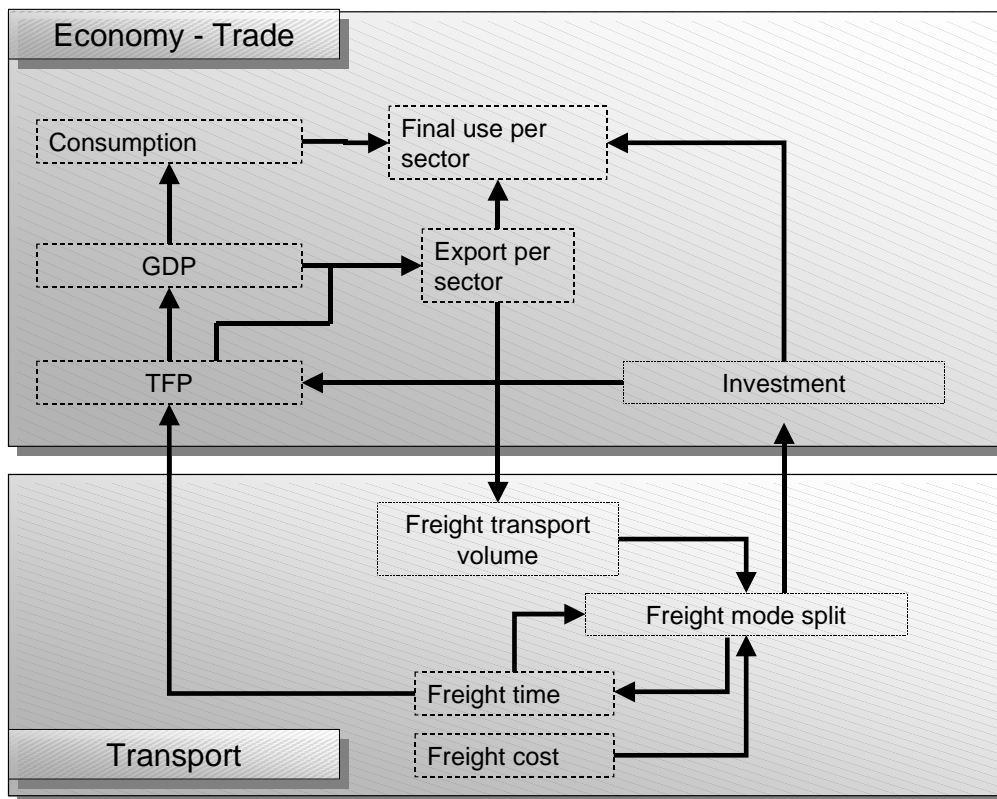 Economy - Trade
Consumption
Final use per
sector
GDP
Export per
sector
TFP
Investment
Freight transport
volume
Freight mode split
Freight time
Freight cost
Transport